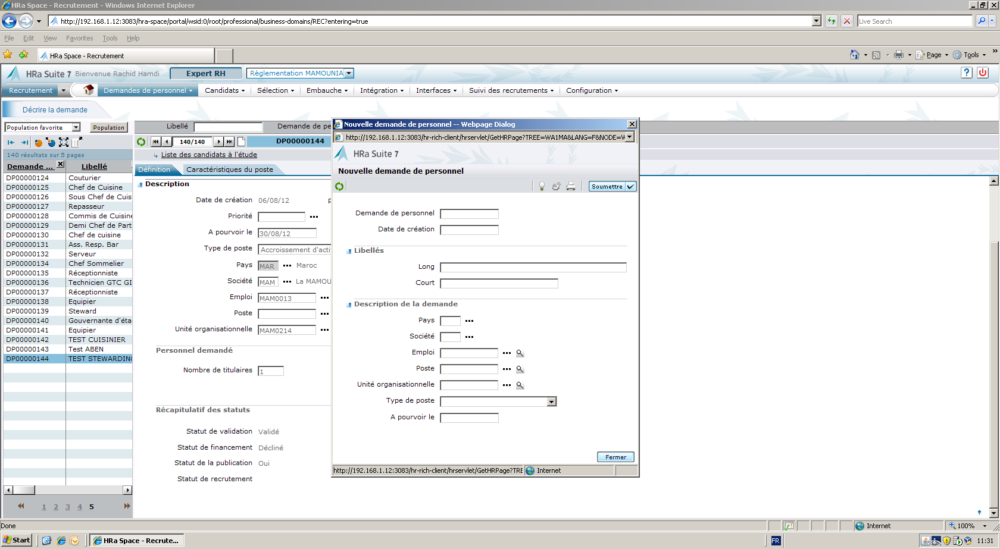 HRa Space - Recrutement - Windows Internet Explorer
http://192.168.1.12:3083/hra-space/portal/wsid:0/root/professional/business-domains/REC?entering=true
Live Search
File Edit View Favorites Tools Help
HRa Space - Recrutement
Page Tools »
HRa Suite 7 Bienvenue Rachid Hamdi Expert RH Règlementation MAMOUNIA
Recrutement Demandes de personnel Candidats Sélection Embauche Intégration Interfaces Suivi des recrutements Configuration
Décrire la demande
Population favorite Population
140 résultats sur 5 pages
Demande ... Libellé
DP00000124 Couturier
DP00000125 Chef de Cuisine
DP00000126 Sous Chef de Cuis
DP00000127 Repasseur
DP00000128 Commis de Cuisine
DP00000129 Demi Chef de Part
DP00000130 Chef de cuisine
DP00000131 Ass. Resp. Bar
DP00000132 Serveur
DP00000134 Chef Sommelier
DP00000135 Réceptionniste
DP00000136 Technicien GTC GI
DP00000137 Réceptionniste
DP00000138 Equipier
DP00000139 Steward
DP00000140 Gouvernante d'éta
DP00000141 Equipier
DP00000142 TEST CUISINIER
DP00000143 Test ABEN
DP00000144 TEST STEWARDING
1 2 3 4 5
Libellé Demande de pe
140/140 DP00000144
Liste des candidats à l'étude
Définition Caractéristiques du poste
Description
Date de création 06/08/12 p
Priorité ...
A pourvoir le 30/08/12
Type de poste Accroissement d'acti
Pays MAR ... Maroc
Société MAM ... La MAMOU
Emploi MAM0013 ...
Poste ...
Unité organisationnelle MAM0214 ...
Personnel demandé
Nombre de titulaires 1
Récapitulatif des statuts
Statut de validation Validé
Statut de financement Décliné
Statut de la publication Oui
Statut de recrutement
Nouvelle demande de personnel -- Webpage Dialog
http://192.168.1.12:3083/hr-rich-client/hrservlet/GetHRPage?TREE=WA1MA&LANG=F&NODE=W
HRa Suite 7
Nouvelle demande de personnel
Soumettre
Demande de personnel
Date de création
Libellés
Long
Court
Description de la demande
Pays ...
Société ...
Emploi ...
Poste ...
Unité organisationnelle ...
Type de poste
A pourvoir le
Fermer
http://192.168.1.12:3083/hr-rich-client/hrservlet/GetHRPage?TRE Internet
Done Internet 100%
Start HRa Space - Recrute... FR 11:31